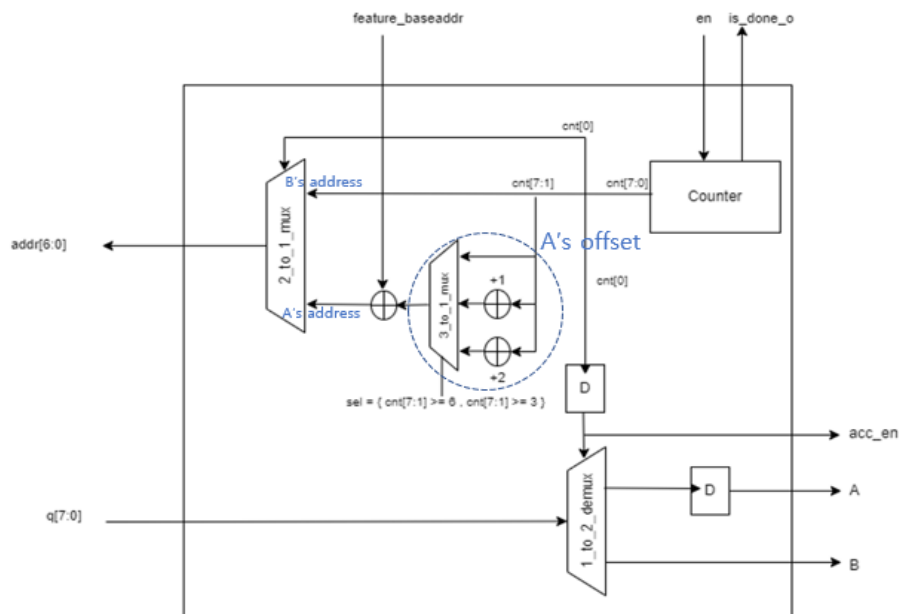 feature_baseaddr
en
is_done_o
cnt[0]
B's address
cnt[7:1]
cnt[7:0]
Counter
addr[6:0]
2_to_1_mux
A's offset
+1
cnt[0]
3_to_1_mux
A's address
+2
sel = { cnt[7:1] >= 6 , cnt[7:1] >= 3 }
D
acc_en
1_to_2_demux
D
A
q[7:0]
B